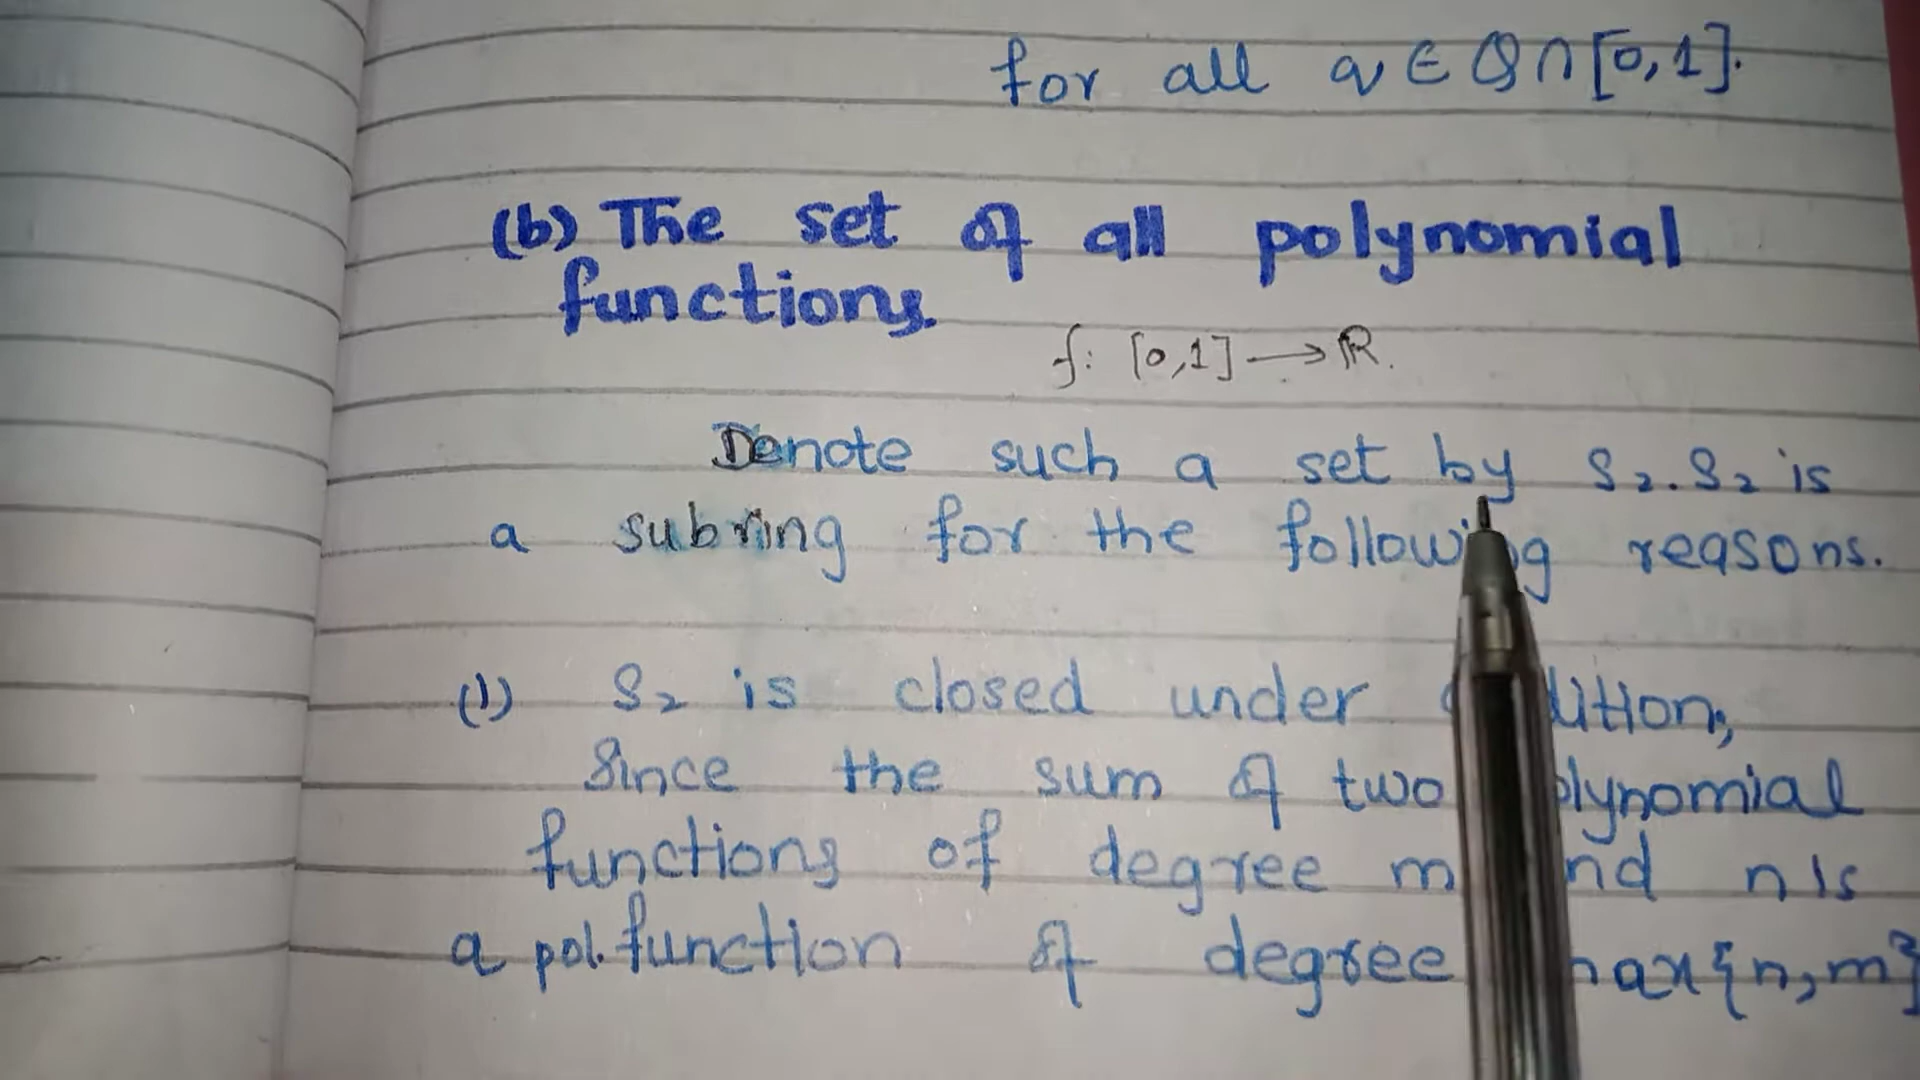 for all q ∈ Q ∩ [0,1].
(b) The set of all polynomial
functions.
f: [0,1] → R.
Denote such a set by S₂. S₂ is
a subring for the following reasons.
(1) S₂ is closed under
Since the sum of two
functions of degree m n is
a pol. function of degree {n,m}